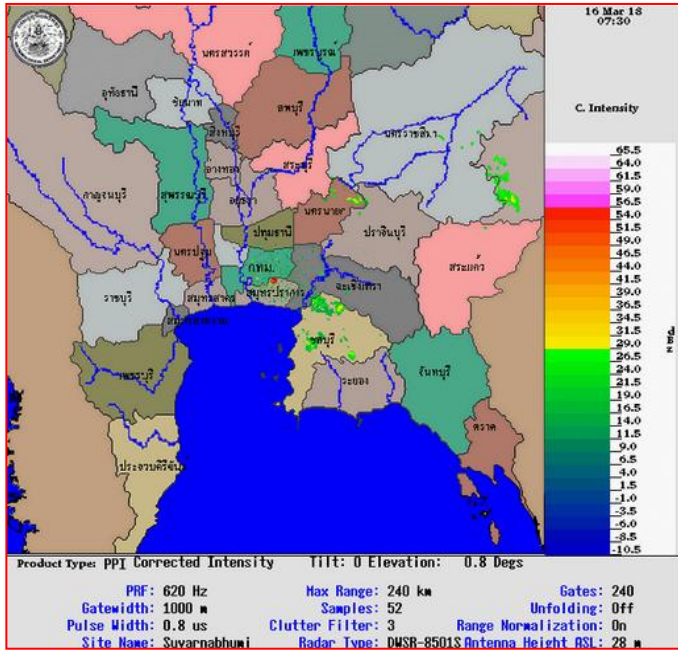 16 Mar 18
07:30
นครสวรรค์
เพชรบูรณ์
อุทัยธานี
ชัยนาท
ลพบุรี
สิงห์บุรี
นครราชสีมา
สระบุรี
อ่างทอง
กาญจนบุรี
สุพรรณบุรี
อยุธยา
นครนายก
ปราจีนบุรี
ปทุมธานี
นครปฐม
กทม.
สระแก้ว
ฉะเชิงเทรา
ราชบุรี
สมุทรสาคร
สมุทรปราการ
ชลบุรี
เพชรบุรี
ระยอง
จันทบุรี
ตราด
ประจวบคีรีขันธ์
C. Intensity
65.5
64.0
61.5
59.0
56.5
54.0
51.5
49.0
46.5
44.0
41.5
39.0
36.5
34.0
31.5
29.0
26.5
24.0
21.5
19.0
16.5
14.0
11.5
9.0
6.5
4.0
1.5
-1.0
-3.5
-6.0
-8.5
-10.5
Product Type: PPI Corrected Intensity Tilt: 0 Elevation: 0.8 Degs
PRF: 620 Hz Max Range: 240 km Gates: 240
Gatewidth: 1000 m Samples: 52 Unfolding: Off
Pulse Width: 0.8 us Clutter Filter: 3 Range Normalization: On
Site Name: Suvarnabhumi Radar Type: DWSR-8501S Antenna Height ASL: 28 m